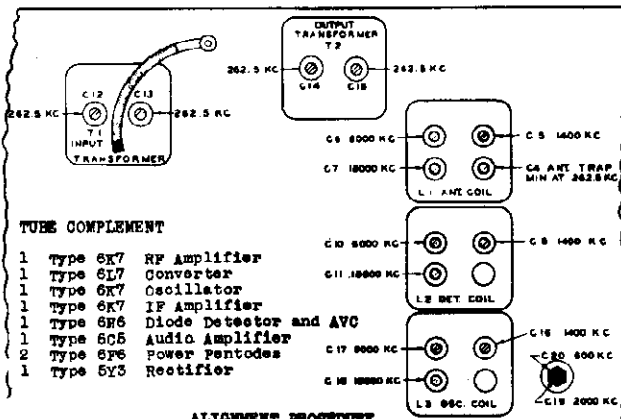 OUTPUT
TRANSFORMER
T2
262.5 KC
262.5 KC
C14
C15
C12
C13
262.5 KC
262.5 KC
T1
INPUT
TRANSFORMER
C6 6000 KC
C5 1400 KC
C7 18000 KC
C4 ANT TRAP
MIN AT 262.5 KC
L1 ANT COIL
TUBE COMPLEMENT
1 Type 6K7 RF Amplifier
1 Type 6L7 Converter
1 Type 6K7 Oscillator
1 Type 6K7 IF Amplifier
1 Type 6H6 Diode Detector and AVC
1 Type 6C5 Audio Amplifier
2 Type 6F6 Power Pentodes
1 Type 5Y3 Rectifier
C10 6000 KC
1400 KC
C11 18000 KC
L2 DET. COIL
C16 1400 KC
C17 6000 KC
C20 600 KC
C18 18000 KC
C19 2000 KC
L3 OSC. COIL
ALIGNMENT PROCEDURE